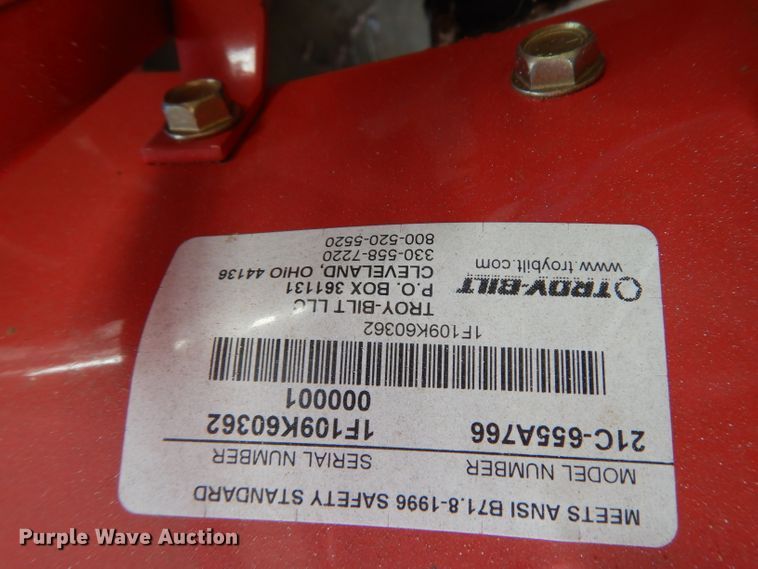 MEETS ANSI B71.8-1996 SAFETY STANDARD
MODEL NUMBER SERIAL NUMBER
21C-655A766 1F109K60362
000001
1F109K60362
TROY-BILT
www.troybilt.com
TROY-BILT LLC
P.O. BOX 361131
CLEVELAND, OHIO 44136
330-558-7220
800-520-5520
Purple Wave Auction